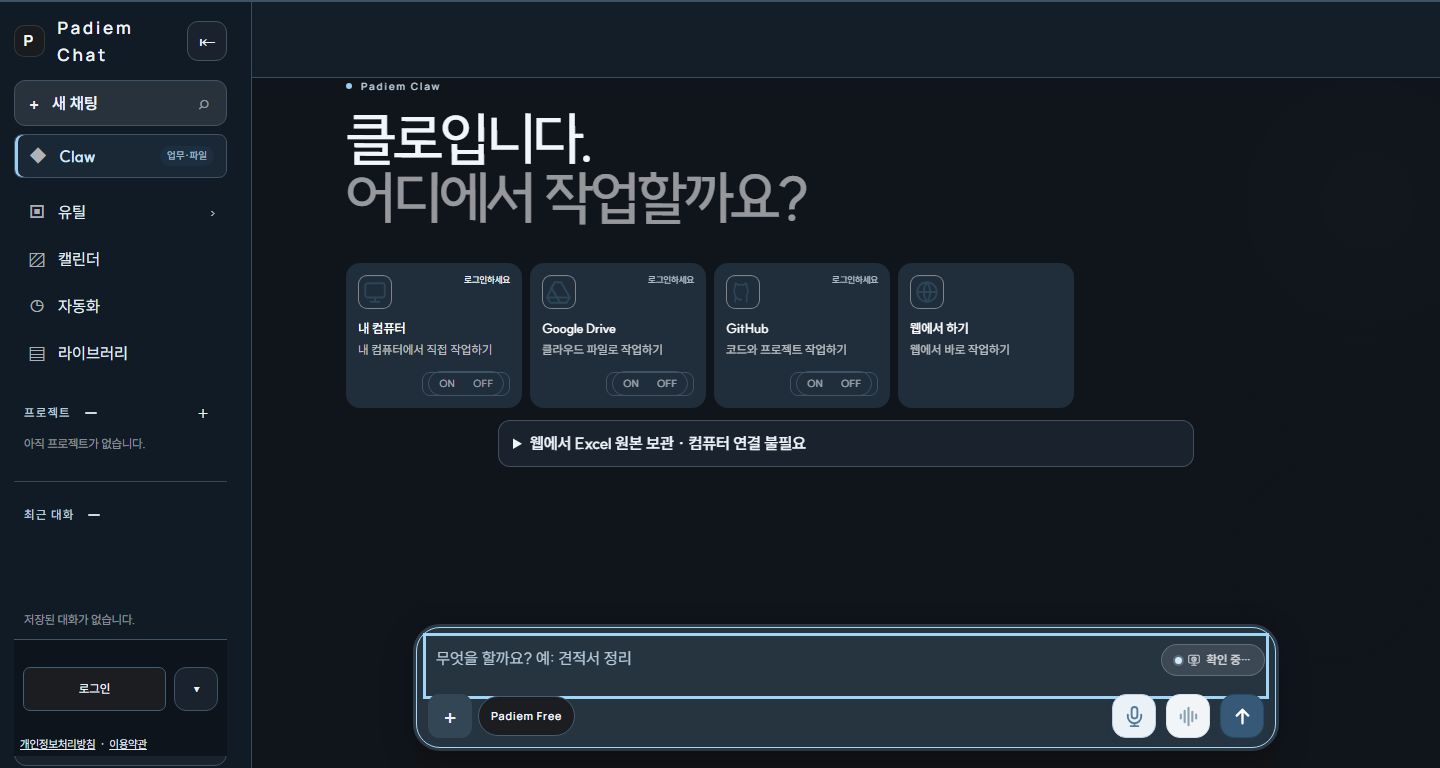 P
Padiem
Chat
+ 새 채팅
Claw
업무·파일
유틸
캘린더
자동화
라이브러리
프로젝트
+
아직 프로젝트가 없습니다.
최근 대화
저장된 대화가 없습니다.
로그인
개인정보처리방침 · 이용약관
Padiem Claw
클로입니다.
어디에서 작업할까요?
로그인하세요
내 컴퓨터
내 컴퓨터에서 직접 작업하기
ON OFF
로그인하세요
Google Drive
클라우드 파일로 작업하기
ON OFF
로그인하세요
GitHub
코드와 프로젝트 작업하기
ON OFF
웹에서 하기
웹에서 바로 작업하기
웹에서 Excel 원본 보관 · 컴퓨터 연결 불필요
무엇을 할까요? 예: 견적서 정리
확인 중…
+
Padiem Free